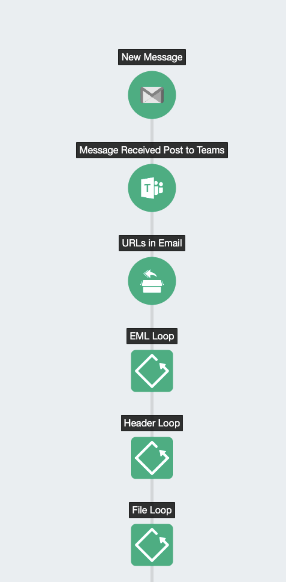 New Message
Message Received Post to Teams
T
URLs in Email
EML Loop
Header Loop
File Loop